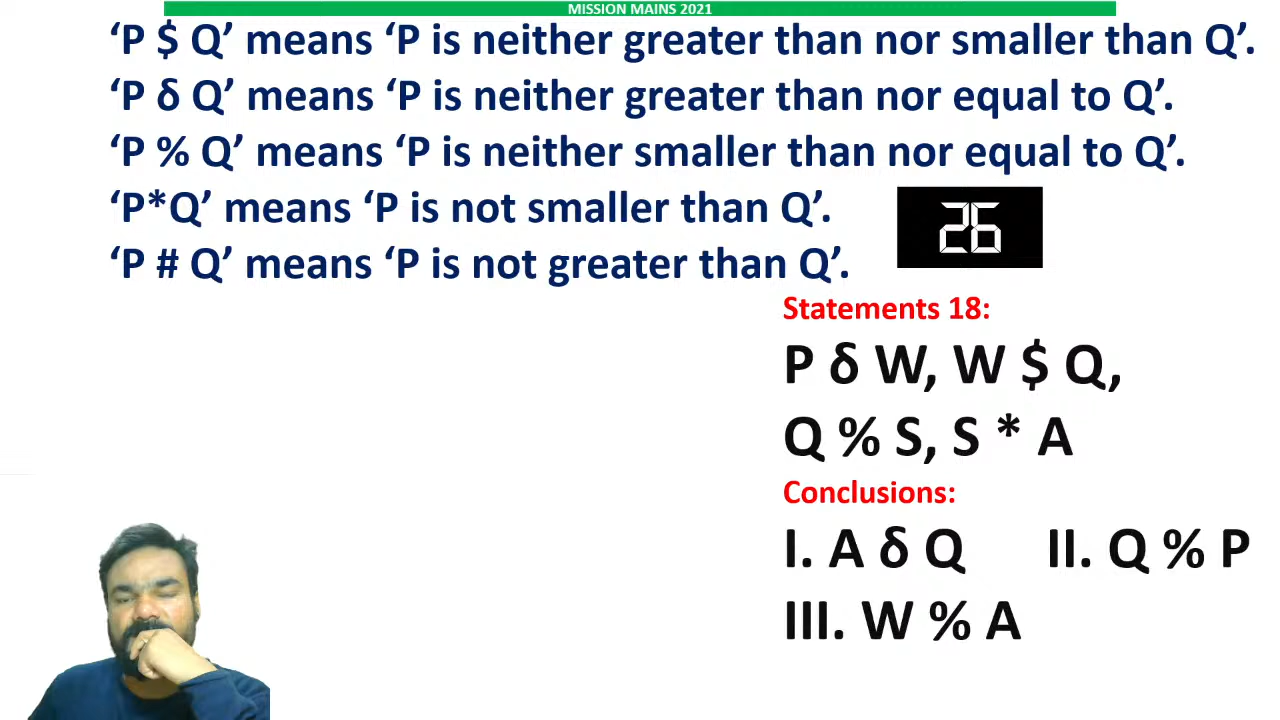 MISSION MAINS 2021
‘P $ Q’ means ‘P is neither greater than nor smaller than Q’.
‘P δ Q’ means ‘P is neither greater than nor equal to Q’.
‘P % Q’ means ‘P is neither smaller than nor equal to Q’.
‘P*Q’ means ‘P is not smaller than Q’.
‘P # Q’ means ‘P is not greater than Q’.
26
Statements 18:
P δ W, W $ Q,
Q % S, S * A
Conclusions:
I. A δ Q II. Q % P
III. W % A